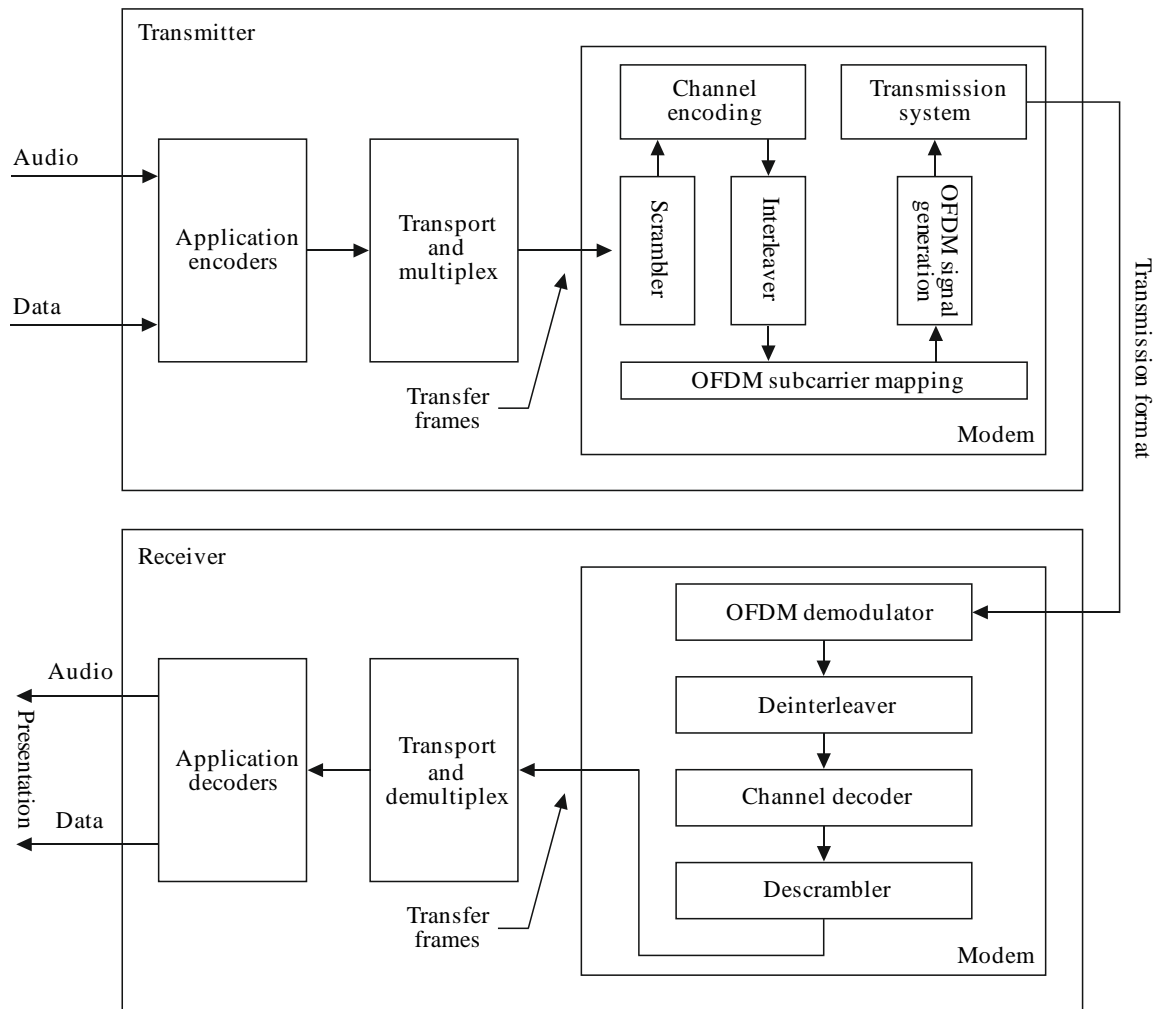 Transmitter
Audio
Data
Application
encoders
Transport
and
multiplex
Transfer
frames
Channel
encoding
Transmission
system
Scrambler
Interleaver
OFDM signal
generation
OFDM subcarrier mapping
Modem
Transmission format
Receiver
OFDM demodulator
Deinterleaver
Channel decoder
Descrambler
Modem
Transport
and
demultiplex
Transfer
frames
Application
decoders
Audio
Presentation
Data